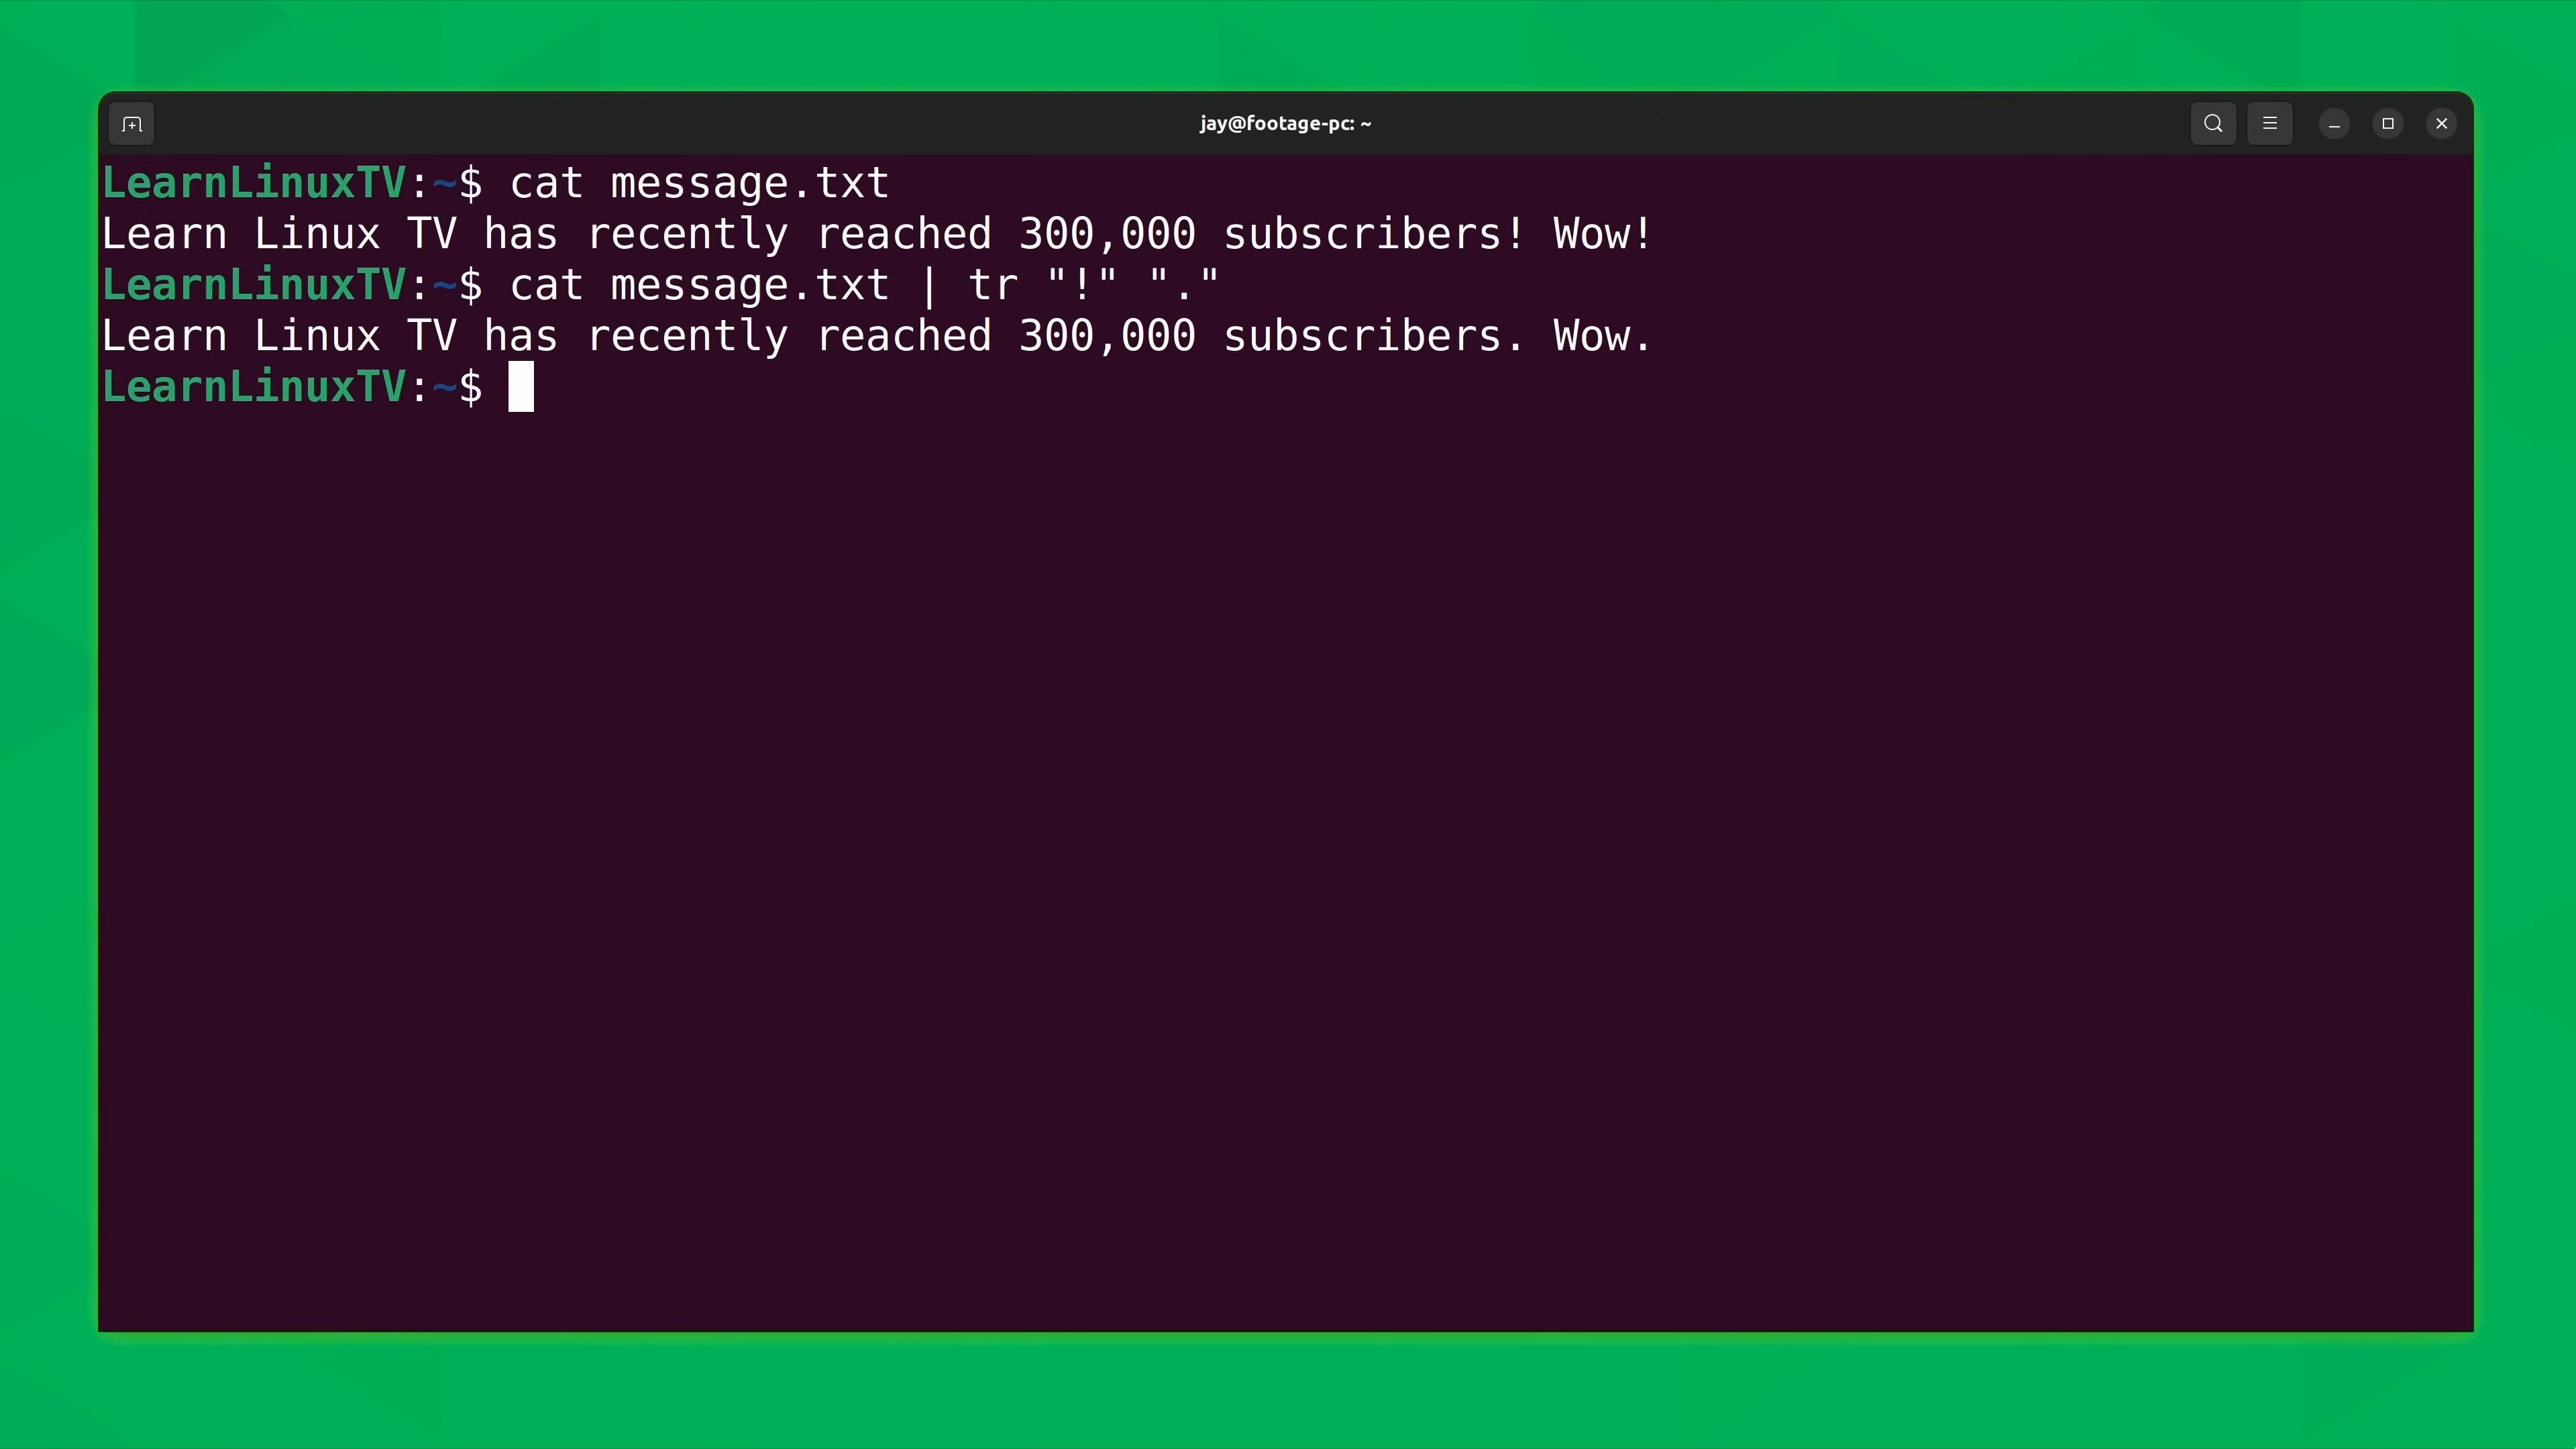 jay@footage-pc: ~
LearnLinuxTV:~$ cat message.txt
Learn Linux TV has recently reached 300,000 subscribers! Wow!
LearnLinuxTV:~$ cat message.txt | tr "!" "."
Learn Linux TV has recently reached 300,000 subscribers. Wow.
LearnLinuxTV:~$